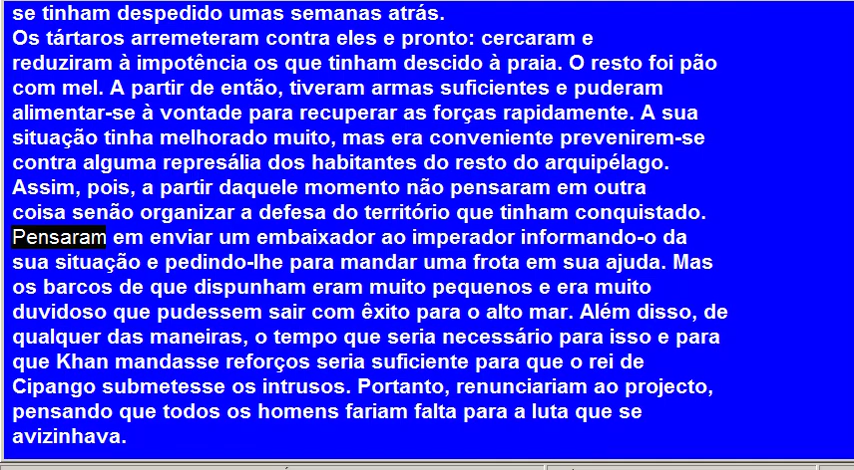 se tinham despedido umas semanas atrás.
Os tártaros arremeteram contra eles e pronto: cercaram e
reduziram à impotência os que tinham descido à praia. O resto foi pão
com mel. A partir de então, tiveram armas suficientes e puderam
alimentar-se à vontade para recuperar as forças rapidamente. A sua
situação tinha melhorado muito, mas era conveniente prevenirem-se
contra alguma represália dos habitantes do resto do arquipélago.
Assim, pois, a partir daquele momento não pensaram em outra
coisa senão organizar a defesa do território que tinham conquistado.
Pensaram em enviar um embaixador ao imperador informando-o da
sua situação e pedindo-lhe para mandar uma frota em sua ajuda. Mas
os barcos de que dispunham eram muito pequenos e era muito
duvidoso que pudessem sair com êxito para o alto mar. Além disso, de
qualquer das maneiras, o tempo que seria necessário para isso e para
que Khan mandasse reforços seria suficiente para que o rei de
Cipango submetesse os intrusos. Portanto, renunciariam ao projecto,
pensando que todos os homens fariam falta para a luta que se
avizinhava.